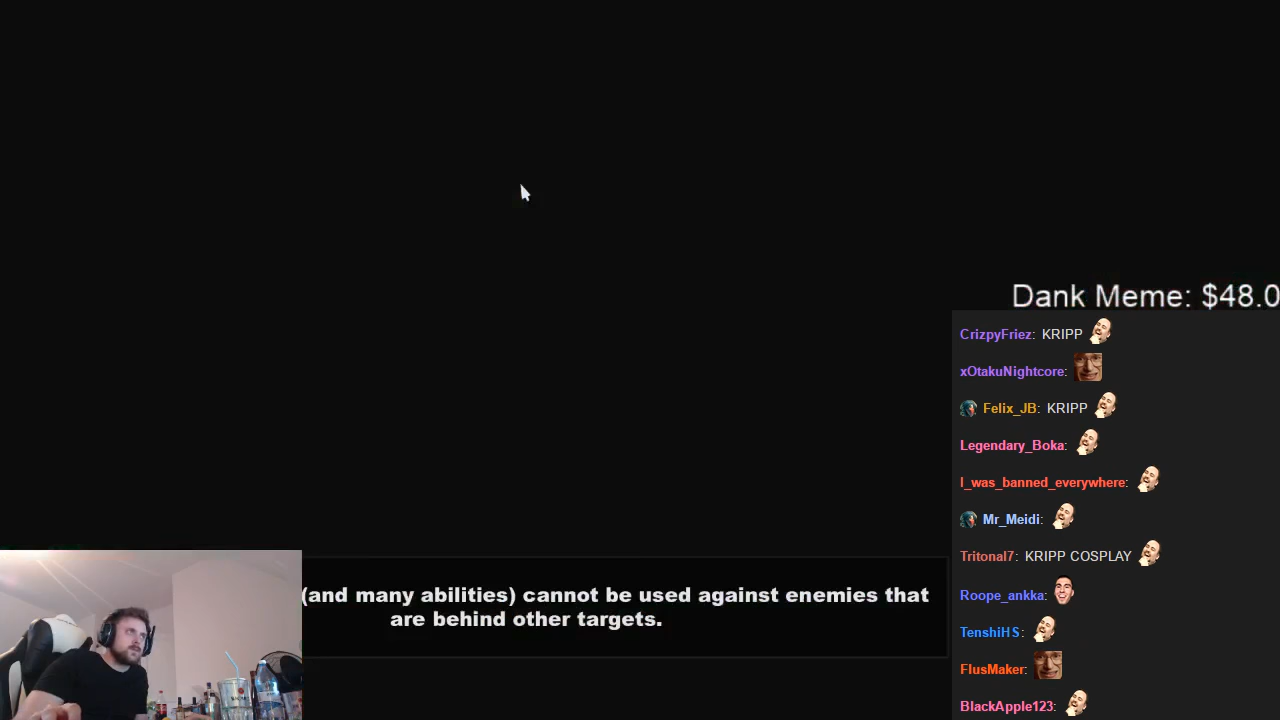 Dank Meme: $48.0
CrizpyFriez: KRIPP
xOtakuNightcore:
Felix_JB: KRIPP
Legendary_Boka:
I_was_banned_everywhere:
Mr_Meidi:
Tritonal7: KRIPP COSPLAY
Roope_ankka:
TenshiHS:
FlusMaker:
BlackApple123:
(and many abilities) cannot be used against enemies that
are behind other targets.